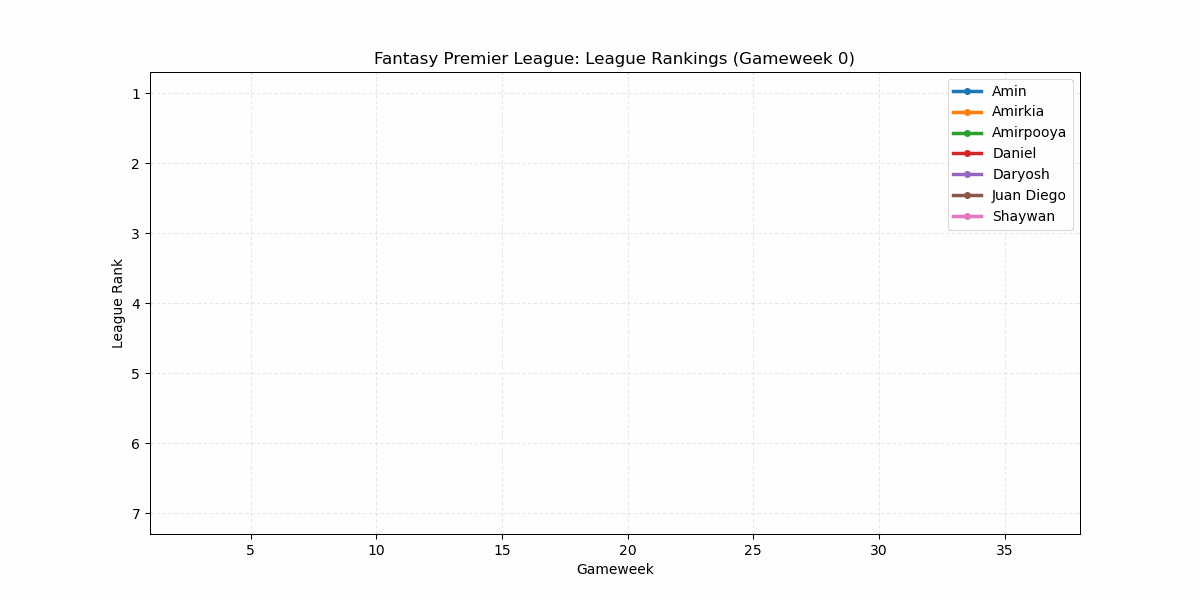 Fantasy Premier League: League Rankings (Gameweek 0)
Amin
Amirkia
Amirpooya
Daniel
Daryosh
Juan Diego
Shaywan
League Rank
1
2
3
4
5
6
7
5 10 15 20 25 30 35
Gameweek